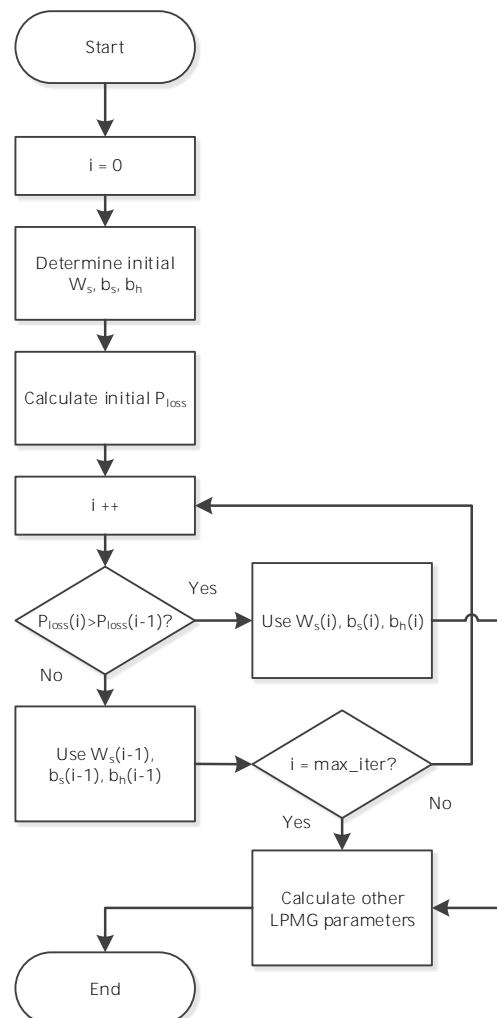 Start
i = 0
Determine initial
Wₛ, bₛ, bₕ
Calculate initial Pₗₒₛₛ
i ++
Pₗₒₛₛ(i)>Pₗₒₛₛ(i-1)?
Yes
Use Wₛ(i), bₛ(i), bₕ(i)
No
Use Wₛ(i-1),
bₛ(i-1), bₕ(i-1)
i = max_iter?
No
Yes
Calculate other
LPMG parameters
End